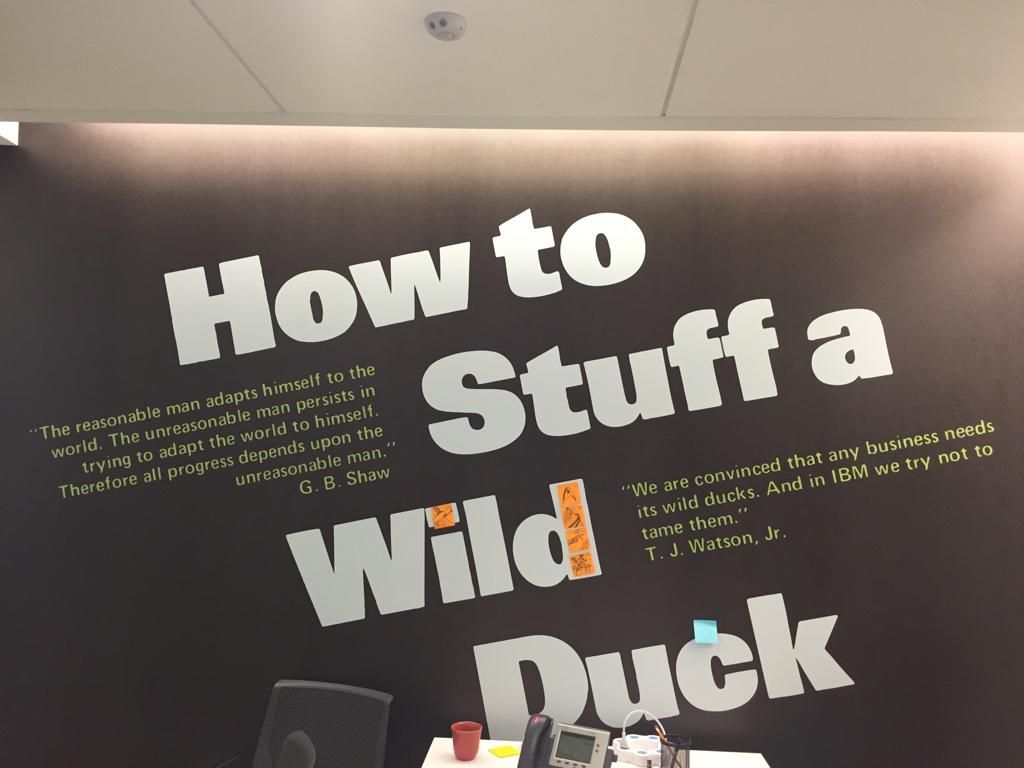 How to
Stuff a
Wild
Duck
“The reasonable man adapts himself to the
world. The unreasonable man persists in
trying to adapt the world to himself.
Therefore all progress depends upon the
unreasonable man.”
G. B. Shaw
“We are convinced that any business needs
its wild ducks. And in IBM we try not to
tame them.”
T. J. Watson, Jr.